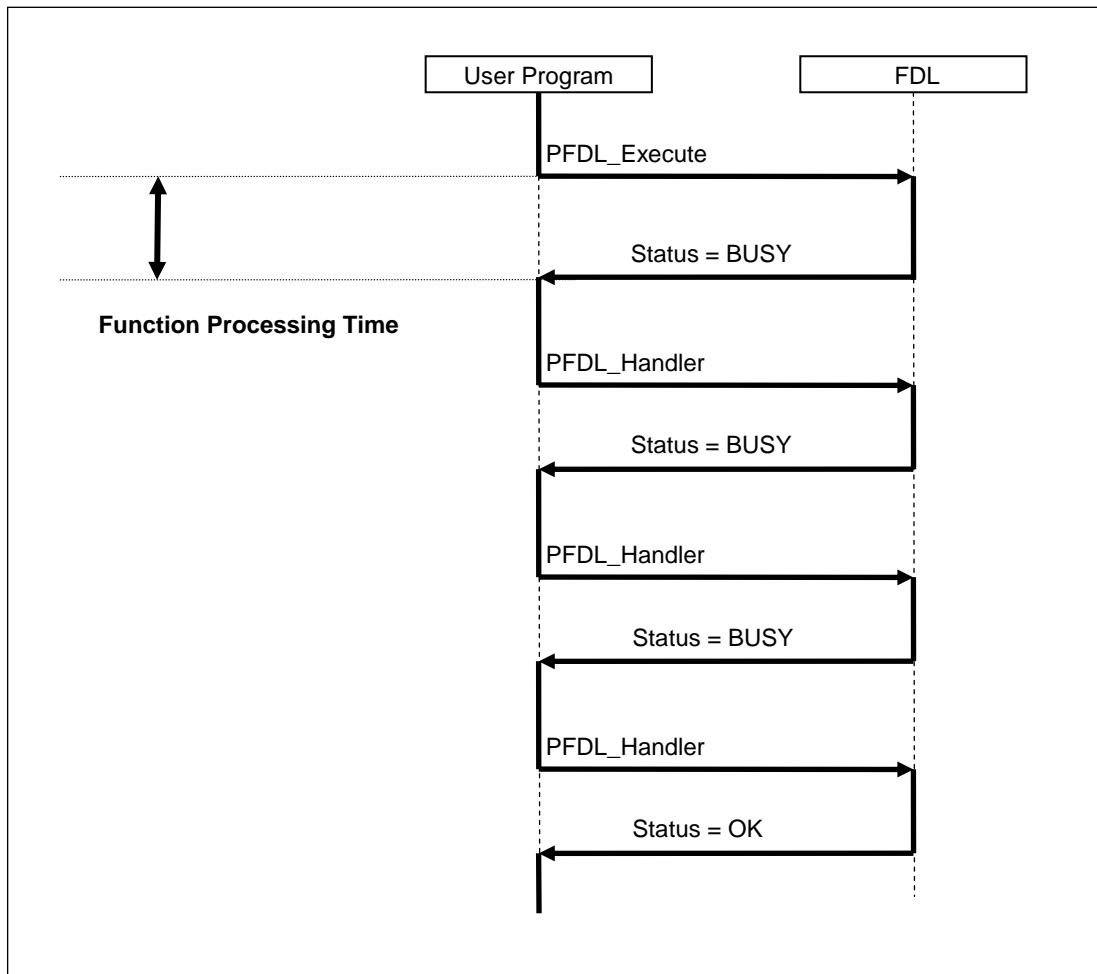 User Program
FDL
PFDL_Execute
Status = BUSY
Function Processing Time
PFDL_Handler
Status = BUSY
PFDL_Handler
Status = BUSY
PFDL_Handler
Status = OK